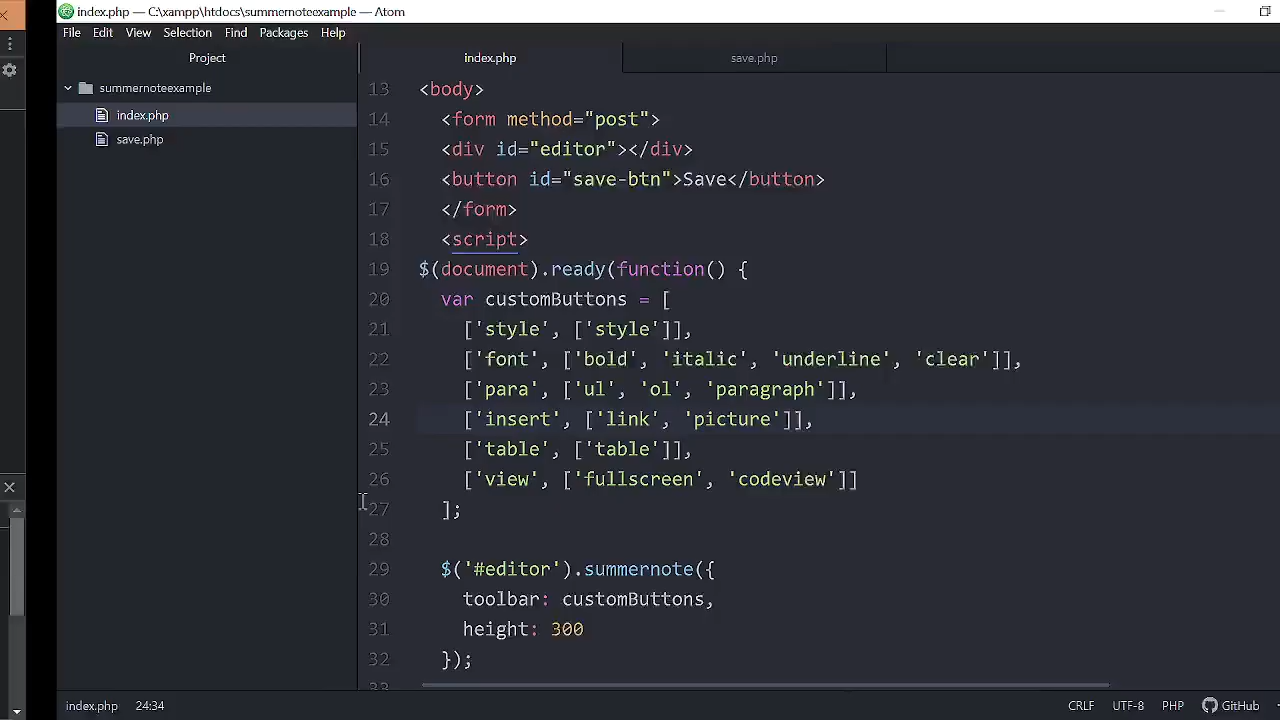 index.php — C:\xampp\htdocs\summernoteexample — Atom
File Edit View Selection Find Packages Help
Project
summernoteexample
index.php
save.php
index.php save.php
13 <body>
14 <form method="post">
15 <div id="editor"></div>
16 <button id="save-btn">Save</button>
17 </form>
18 <script>
19 $(document).ready(function() {
20 var customButtons = [
21 ['style', ['style']],
22 ['font', ['bold', 'italic', 'underline', 'clear']],
23 ['para', ['ul', 'ol', 'paragraph']],
24 ['insert', ['link', 'picture']],
25 ['table', ['table']],
26 ['view', ['fullscreen', 'codeview']]
27 ];
28
29 $('#editor').summernote({
30 toolbar: customButtons,
31 height: 300
32 });
33
index.php 24:34 CRLF UTF-8 PHP GitHub